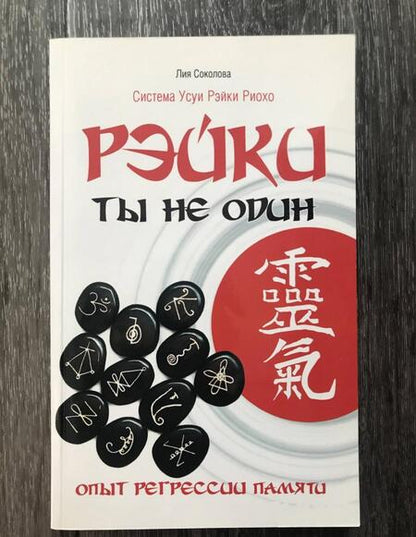 Лия Соколова
Система Усуи Рэйки Риохо
РЭЙКИ
ТЫ НЕ ОДИН
靈
氣
ОПЫТ РЕГРЕССИИ ПАМЯТИ